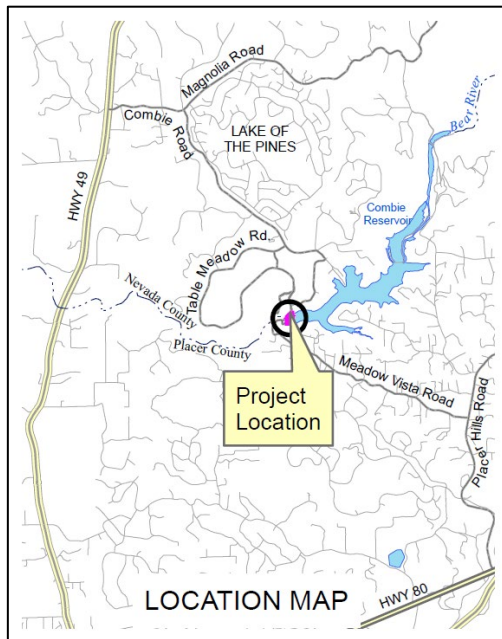 Magnolia Road
Combie Road
LAKE OF
THE PINES
Bear River
HWY 49
Combie
Reservoir
Table Meadow Rd.
Nevada County
Placer County
Meadow Vista Road
Project
Location
Placer Hills Road
LOCATION MAP
HWY 80